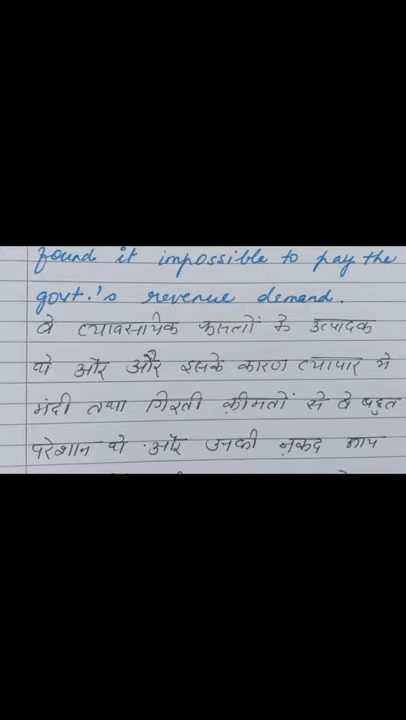 found it impossible to pay the
govt.'s revenue demand.
वे व्यावसायिक फसलों के उत्पादक
थे और और इसके कारण व्यापार मे
मंदी तथा गिरती क़ीमतों से वे बहुत
परेशान थे और उनकी नक़द आय